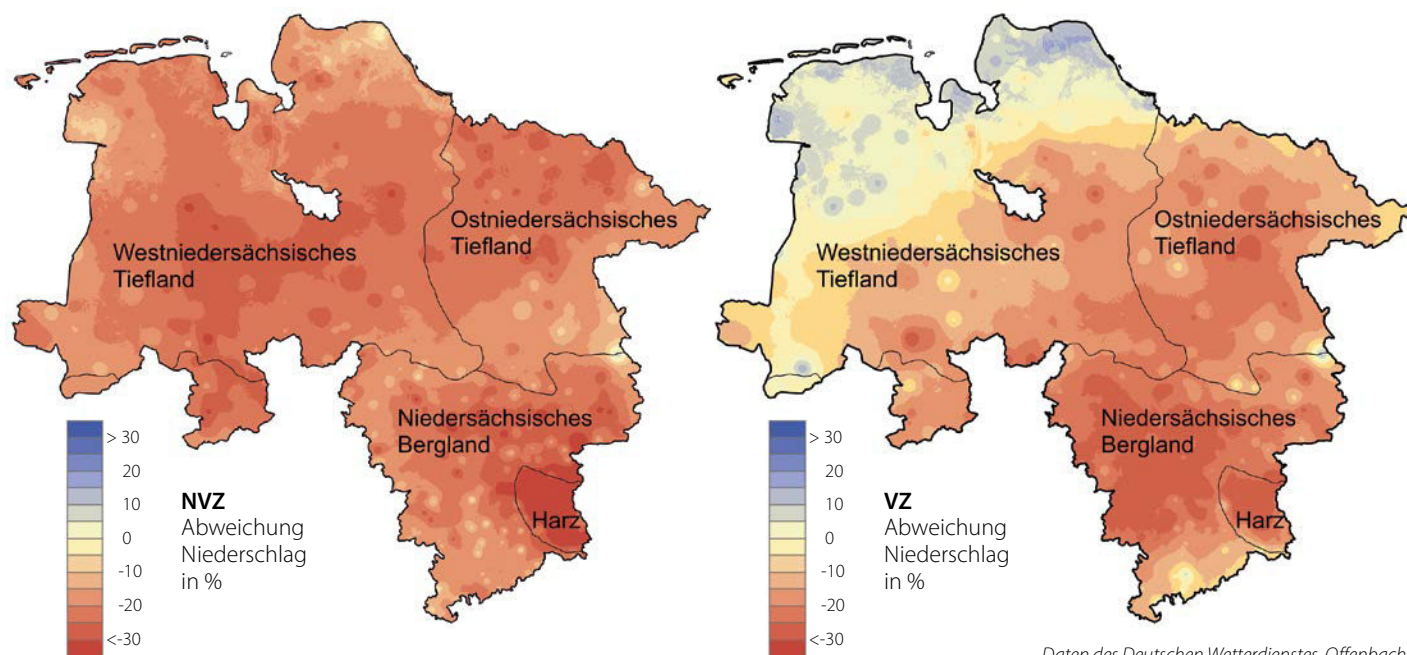 Westniedersächsisches
Tiefland
Ostniedersächsisches
Tiefland
Niedersächsisches
Bergland
Harz
> 30
20
10
0
-10
-20
<-30
NVZ
Abweichung
Niederschlag
in %
Westniedersächsisches
Tiefland
Ostniedersächsisches
Tiefland
Niedersächsisches
Bergland
Harz
> 30
20
10
0
-10
-20
<-30
VZ
Abweichung
Niederschlag
in %
Daten des Deutschen Wetterdienstes, Offenbach